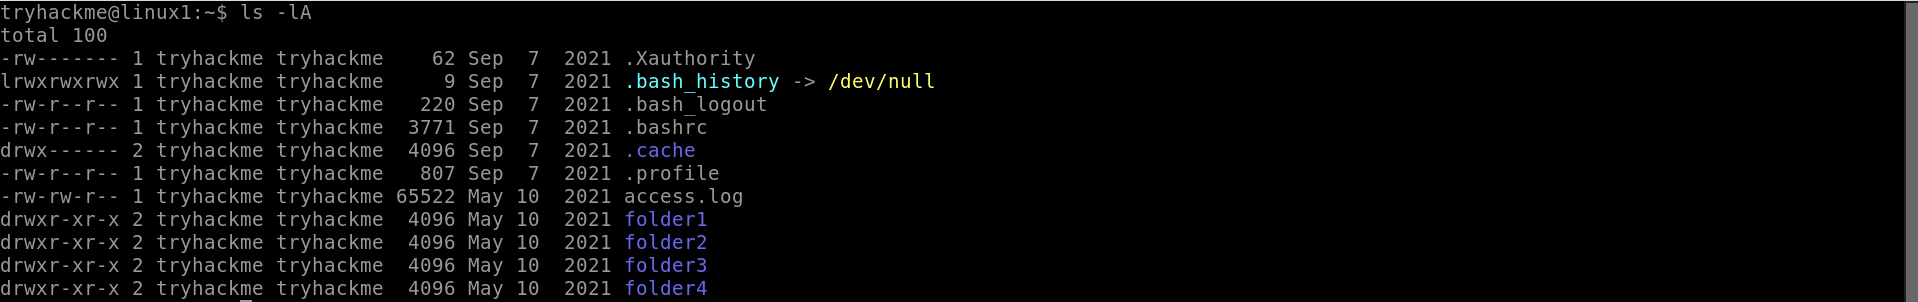 tryhackme@linux1:~$ ls -lA
total 100
-rw------- 1 tryhackme tryhackme    62 Sep  7  2021 .Xauthority
lrwxrwxrwx 1 tryhackme tryhackme     9 Sep  7  2021 .bash_history -> /dev/null
-rw-r--r-- 1 tryhackme tryhackme   220 Sep  7  2021 .bash_logout
-rw-r--r-- 1 tryhackme tryhackme  3771 Sep  7  2021 .bashrc
drwx------ 2 tryhackme tryhackme  4096 Sep  7  2021 .cache
-rw-r--r-- 1 tryhackme tryhackme   807 Sep  7  2021 .profile
-rw-rw-r-- 1 tryhackme tryhackme 65522 May 10  2021 access.log
drwxr-xr-x 2 tryhackme tryhackme  4096 May 10  2021 folder1
drwxr-xr-x 2 tryhackme tryhackme  4096 May 10  2021 folder2
drwxr-xr-x 2 tryhackme tryhackme  4096 May 10  2021 folder3
drwxr-xr-x 2 tryhackme tryhackme  4096 May 10  2021 folder4